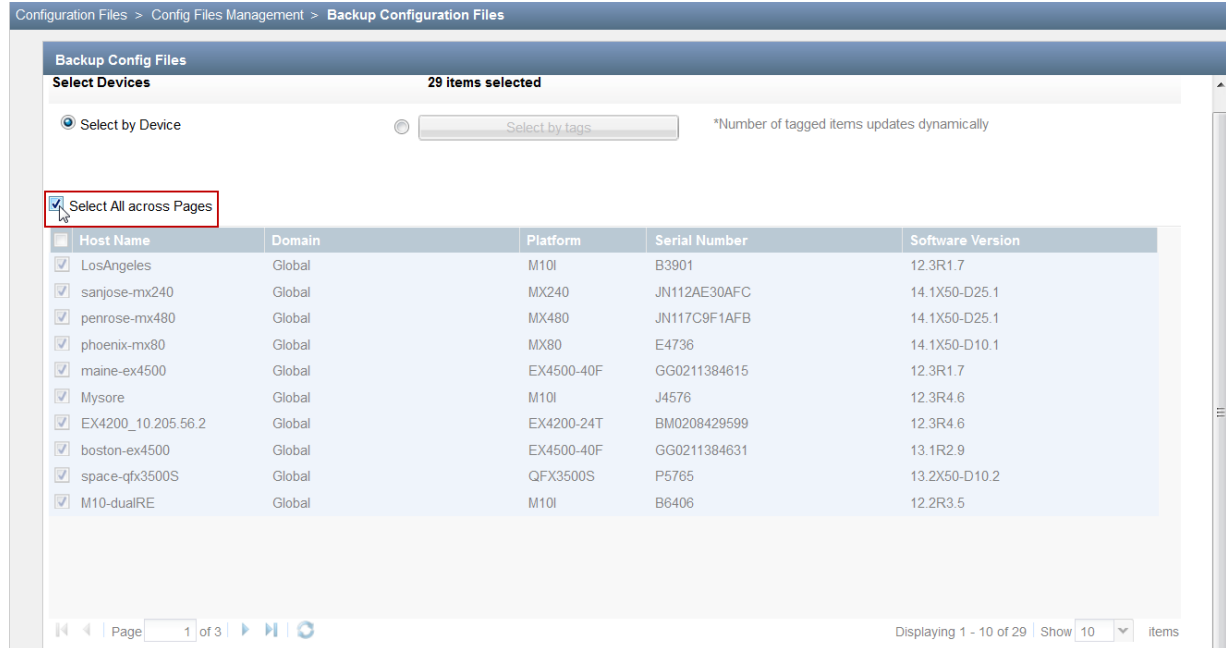 Configuration Files > Config Files Management > Backup Configuration Files
Backup Config Files
Select Devices 29 items selected
Select by Device Select by tags *Number of tagged items updates dynamically
Select All across Pages
Host Name Domain Platform Serial Number Software Version
LosAngeles Global M10I B3901 12.3R1.7
sanjose-mx240 Global MX240 JN112AE30AFC 14.1X50-D25.1
penrose-mx480 Global MX480 JN117C9F1AFB 14.1X50-D25.1
phoenix-mx80 Global MX80 E4736 14.1X50-D10.1
maine-ex4500 Global EX4500-40F GG0211384615 12.3R1.7
Mysore Global M10I J4576 12.3R4.6
EX4200_10.205.56.2 Global EX4200-24T BM0208429599 12.3R4.6
boston-ex4500 Global EX4500-40F GG0211384631 13.1R2.9
space-qfx3500S Global QFX3500S P5765 13.2X50-D10.2
M10-dualRE Global M10I B6406 12.2R3.5
Page 1 of 3 Displaying 1 - 10 of 29 Show 10 items